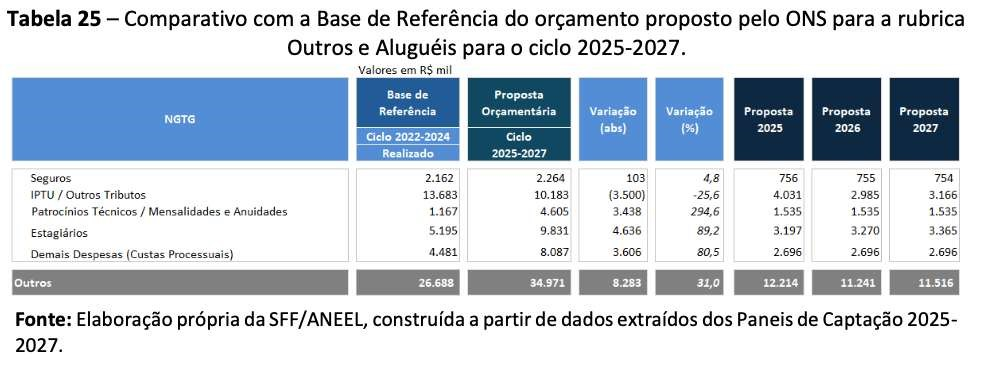 Tabela 25 – Comparativo com a Base de Referência do orçamento proposto pelo ONS para a rubrica
Outros e Aluguéis para o ciclo 2025-2027.
Valores em R$ mil
NGTG Base de Referência Ciclo 2022-2024 Realizado Proposta Orçamentária Ciclo 2025-2027 Variação (abs) Variação (%) Proposta 2025 Proposta 2026 Proposta 2027
Seguros 2.162 2.264 103 4,8 756 755 754
IPTU / Outros Tributos 13.683 10.183 (3.500) -25,6 4.031 2.985 3.166
Patrocínios Técnicos / Mensalidades e Anuidades 1.167 4.605 3.438 294,6 1.535 1.535 1.535
Estagiários 5.195 9.831 4.636 89,2 3.197 3.270 3.365
Demais Despesas (Custas Processuais) 4.481 8.087 3.606 80,5 2.696 2.696 2.696
Outros 26.688 34.971 8.283 31,0 12.214 11.241 11.516
Fonte: Elaboração própria da SFF/ANEEL, construída a partir de dados extraídos dos Paneis de Captação 2025-
2027.